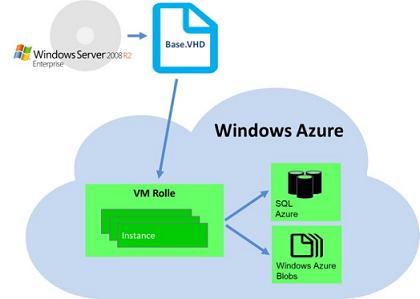 Windows Server 2008 R2
Enterprise
Base.VHD
Windows Azure
VM Rolle
Instance
SQL
Azure
Windows Azure
Blobs